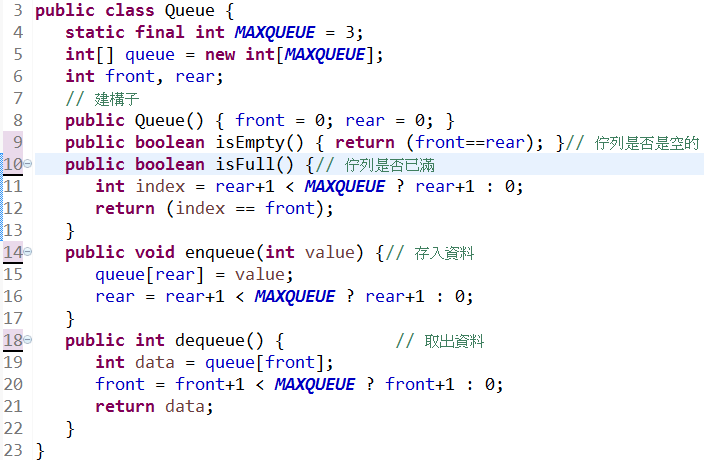 3 public class Queue {
4 static final int MAXQUEUE = 3;
5 int[] queue = new int[MAXQUEUE];
6 int front, rear;
7 // 建構子
8 public Queue() { front = 0; rear = 0; }
9 public boolean isEmpty() { return (front==rear); }// 佇列是否是空的
10 public boolean isFull() {// 佇列是否已滿
11 int index = rear+1 < MAXQUEUE ? rear+1 : 0;
12 return (index == front);
13 }
14 public void enqueue(int value) {// 存入資料
15 queue[rear] = value;
16 rear = rear+1 < MAXQUEUE ? rear+1 : 0;
17 }
18 public int dequeue() { // 取出資料
19 int data = queue[front];
20 front = front+1 < MAXQUEUE ? front+1 : 0;
21 return data;
22 }
23 }